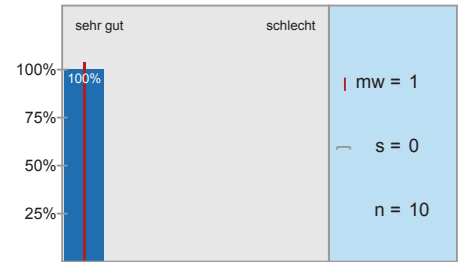 sehr gut schlecht
100%
100%
75%
50%
25%
mw = 1
s = 0
n = 10